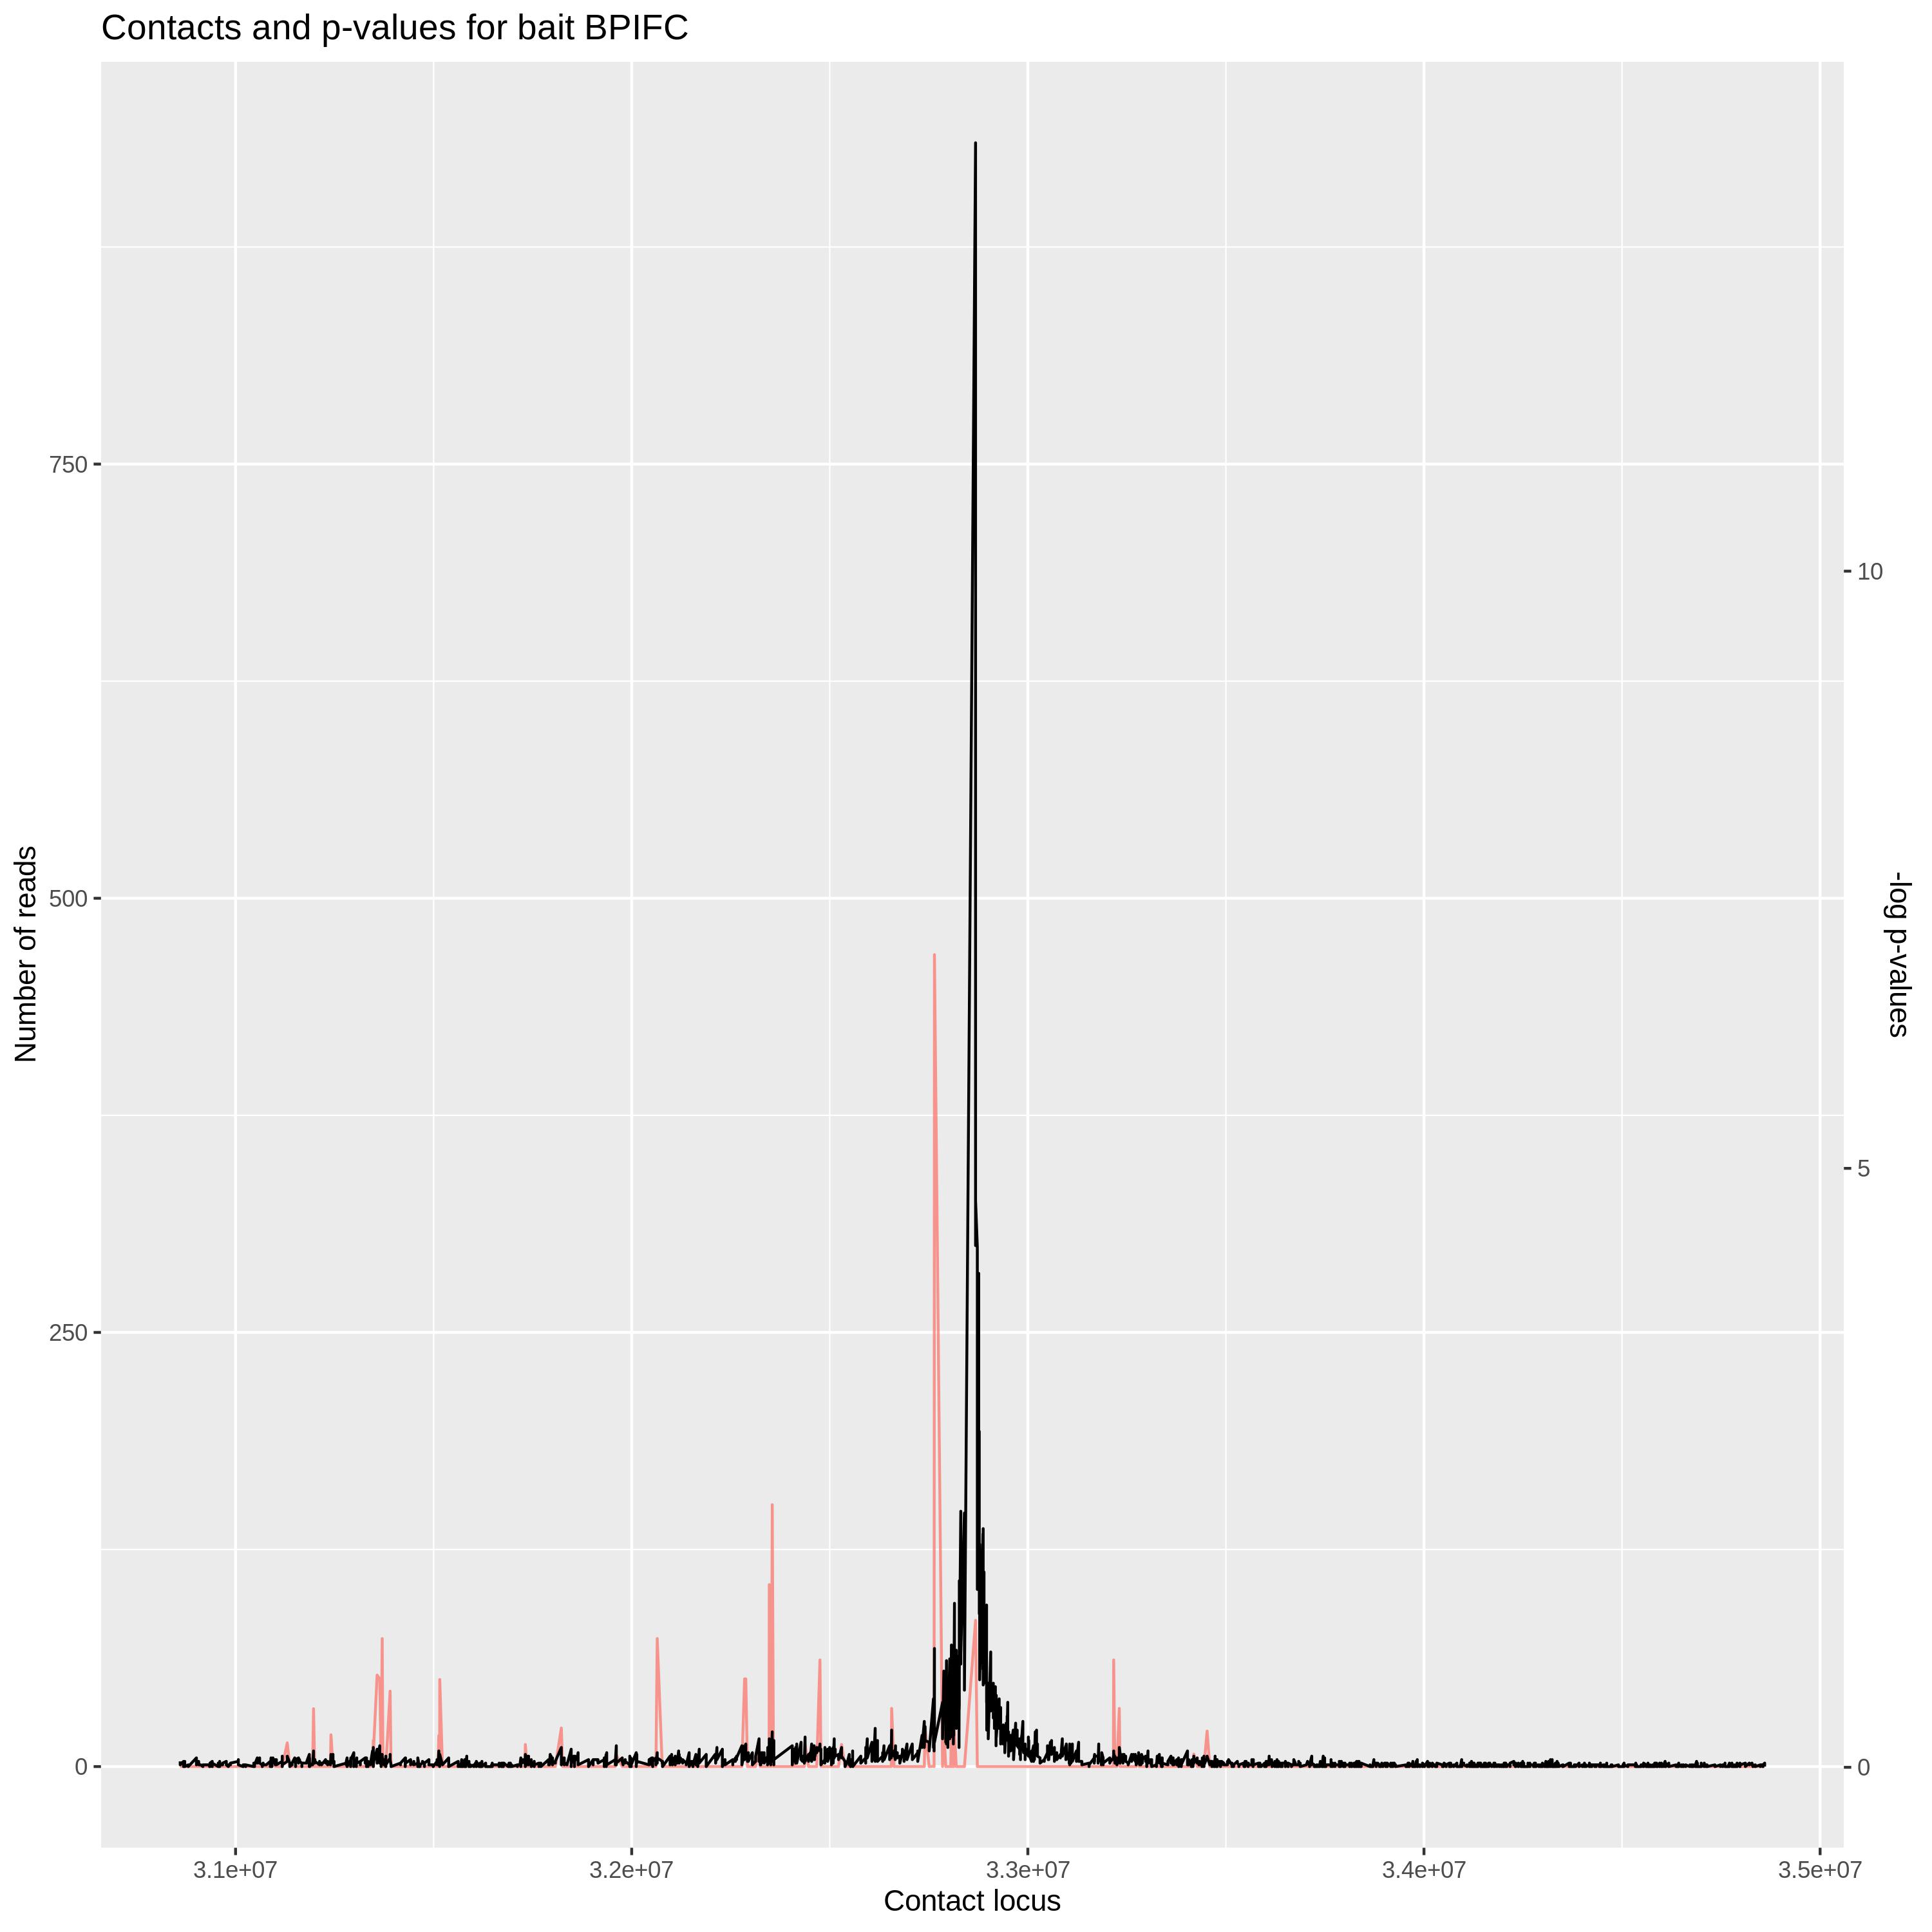 Contacts and p-values for bait BPIFC
750
500
250
0
Number of reads
10
5
0
-log p-values
3.1e+07 3.2e+07 3.3e+07 3.4e+07 3.5e+07
Contact locus